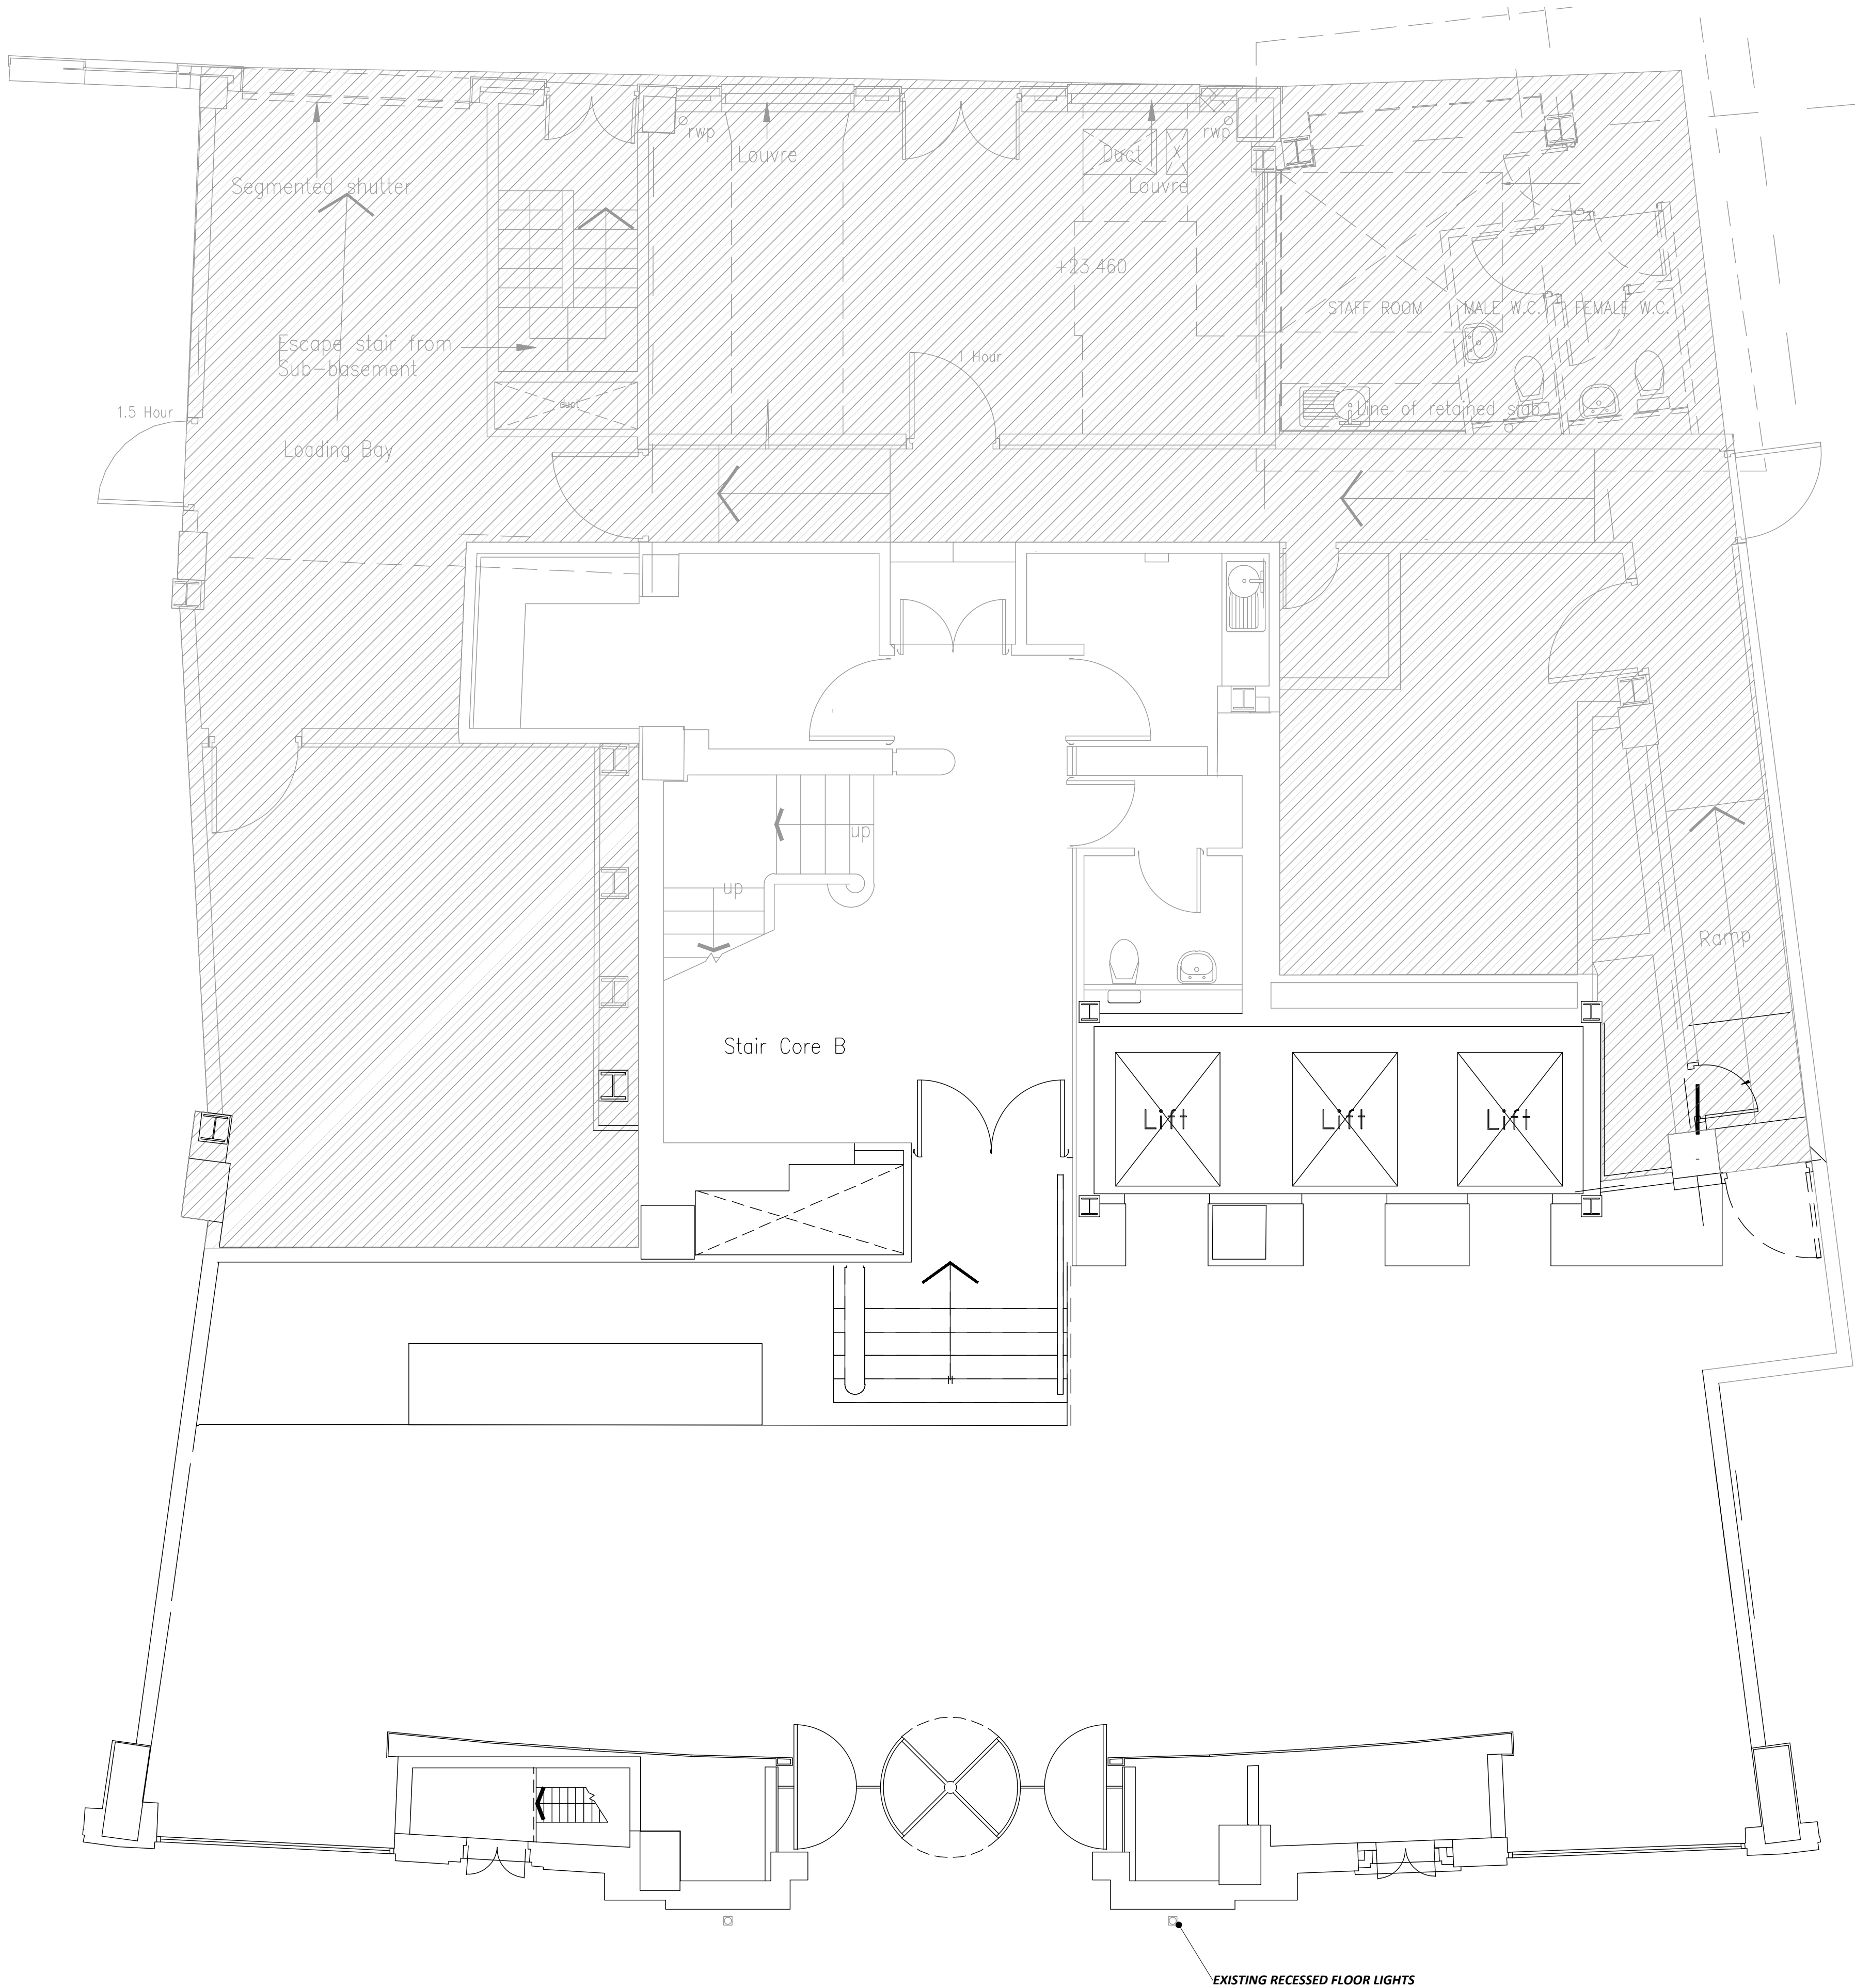 rwp
Louvre
Duct
X
rwp
Louvre
Segmented shutter
+23.460
STAFF ROOM
MALE W.C.
FEMALE W.C.
Escape stair from
Sub-basement
1 Hour
duct
Line of retained slab
1.5 Hour
Loading Bay
up
up
Ramp
Stair Core B
Lift
Lift
Lift
EXISTING RECESSED FLOOR LIGHTS